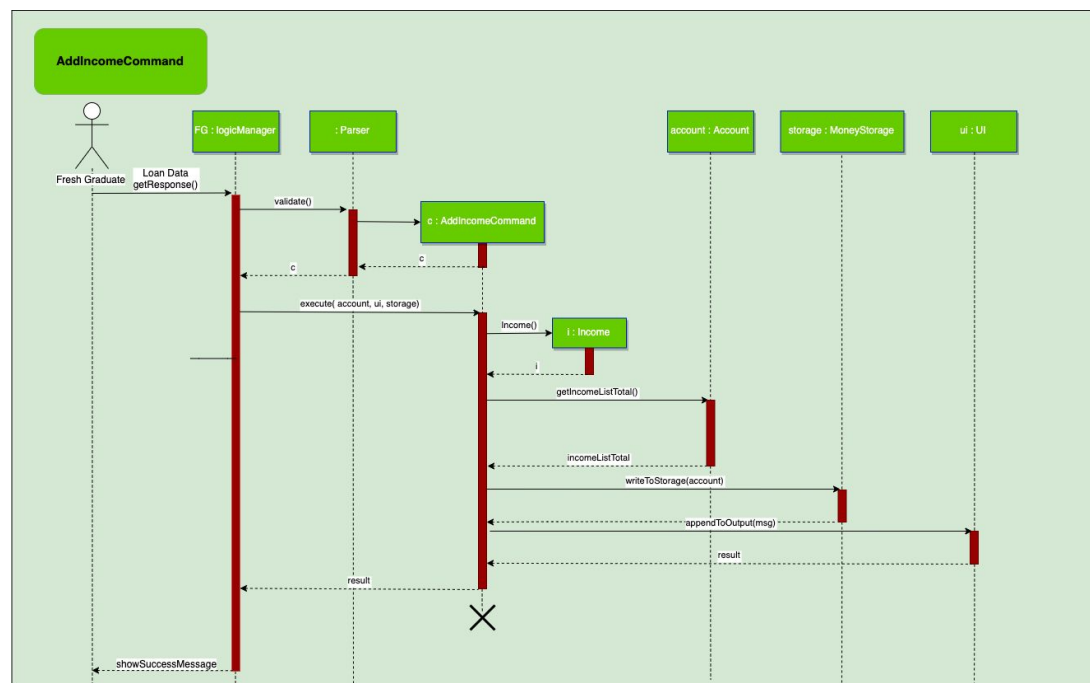 AddIncomeCommand
FG : logicManager
: Parser
account : Account
storage : MoneyStorage
ui : UI
Fresh Graduate
Loan Data
getResponse()
validate()
c : AddIncomeCommand
c
c
execute( account, ui, storage)
Income()
i : Income
i
getIncomeListTotal()
incomeListTotal
writeToStorage(account)
appendToOutput(msg)
result
result
showSuccessMessage